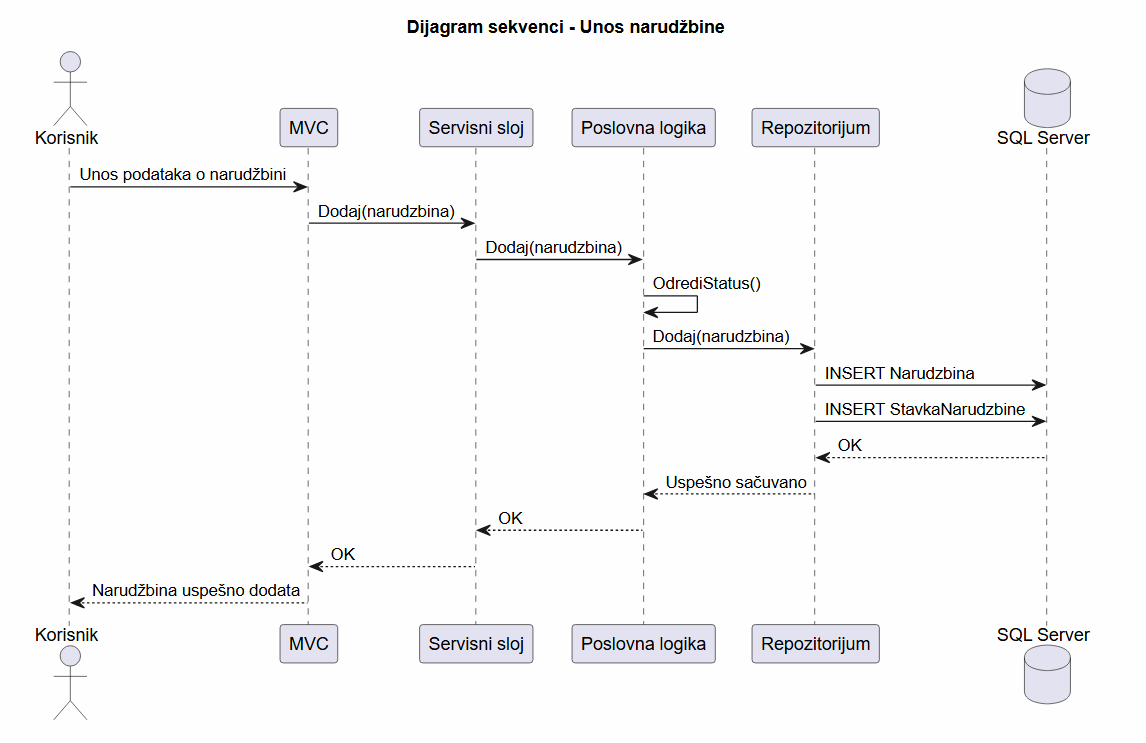 Dijagram sekvenci - Unos narudžbine
Korisnik
MVC
Servisni sloj
Poslovna logika
Repozitorijum
SQL Server
Unos podataka o narudžbini
Dodaj(narudzbina)
Dodaj(narudzbina)
OdrediStatus()
Dodaj(narudzbina)
INSERT Narudzbina
INSERT StavkaNarudzbine
OK
Uspešno sačuvano
OK
OK
Narudžbina uspešno dodata
Korisnik
MVC
Servisni sloj
Poslovna logika
Repozitorijum
SQL Server